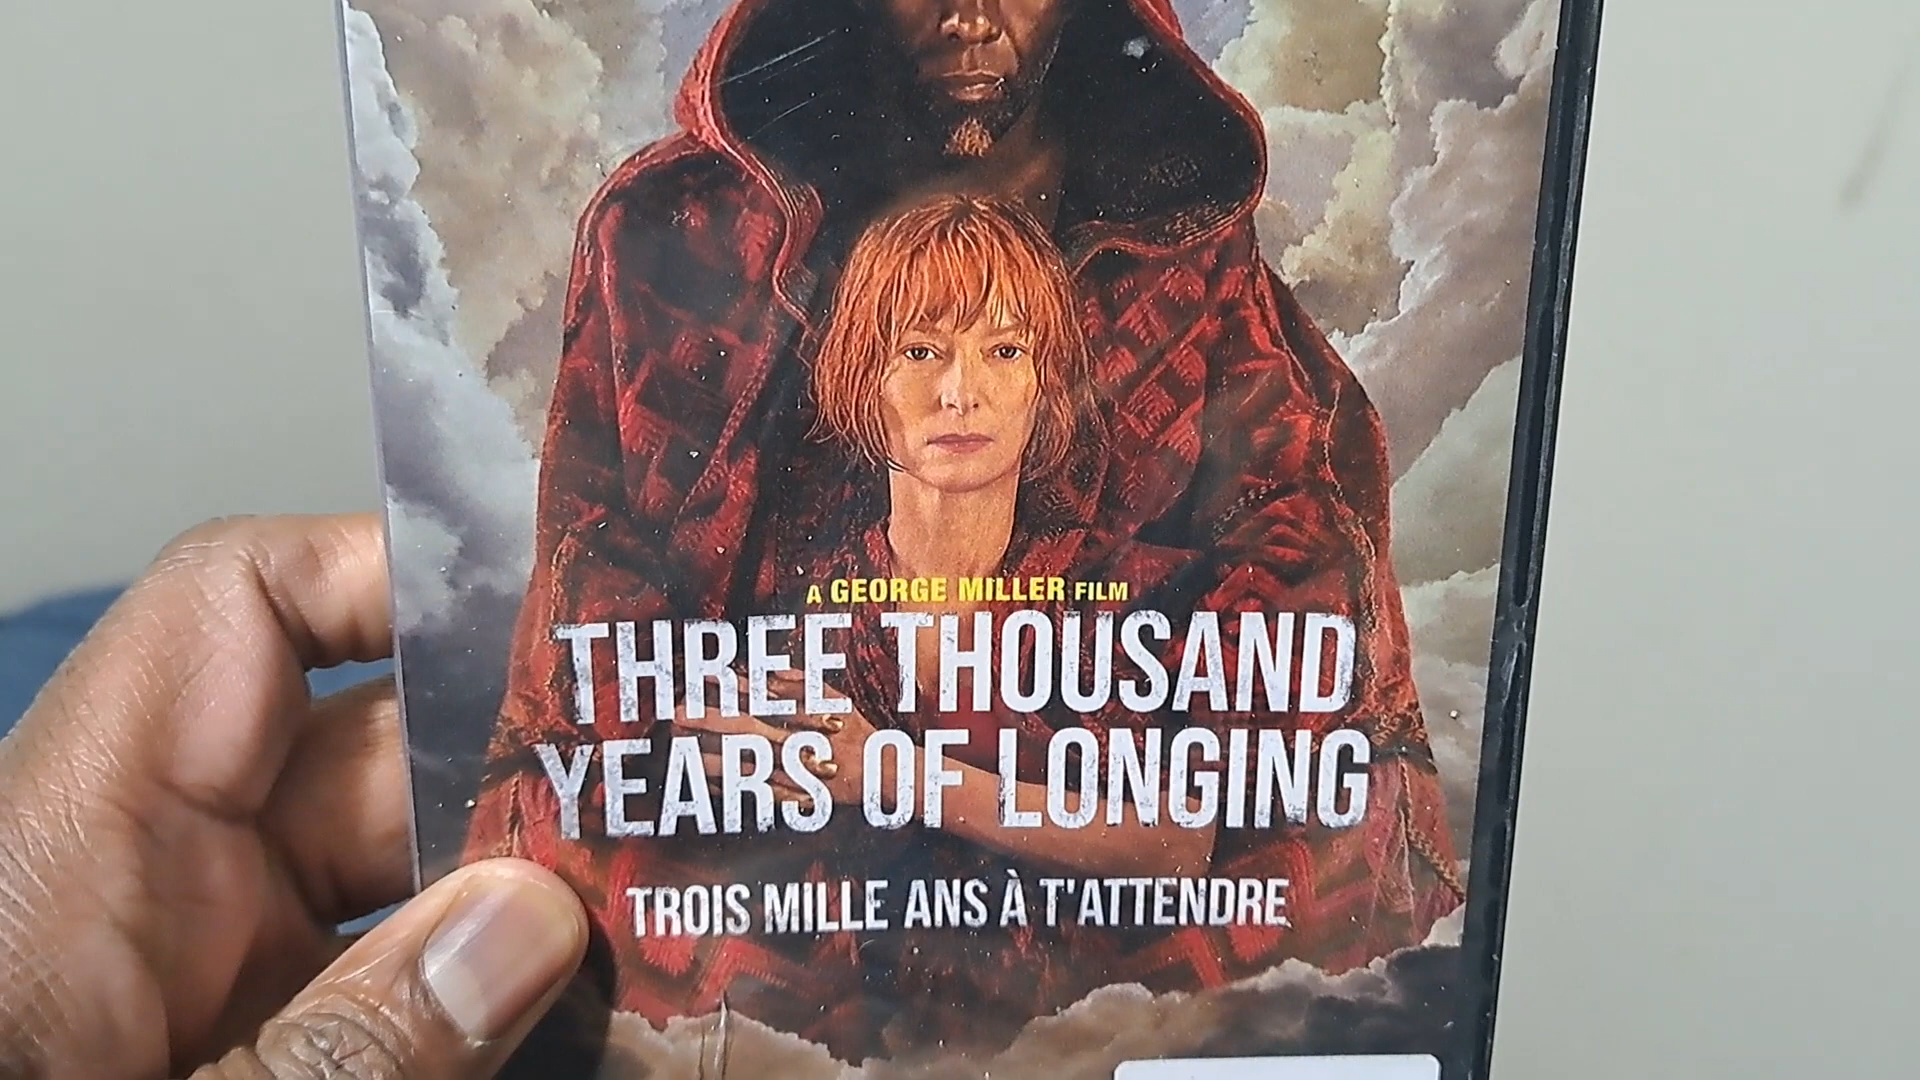 A GEORGE MILLER FILM
THREE THOUSAND
YEARS OF LONGING
TROIS MILLE ANS À T'ATTENDRE